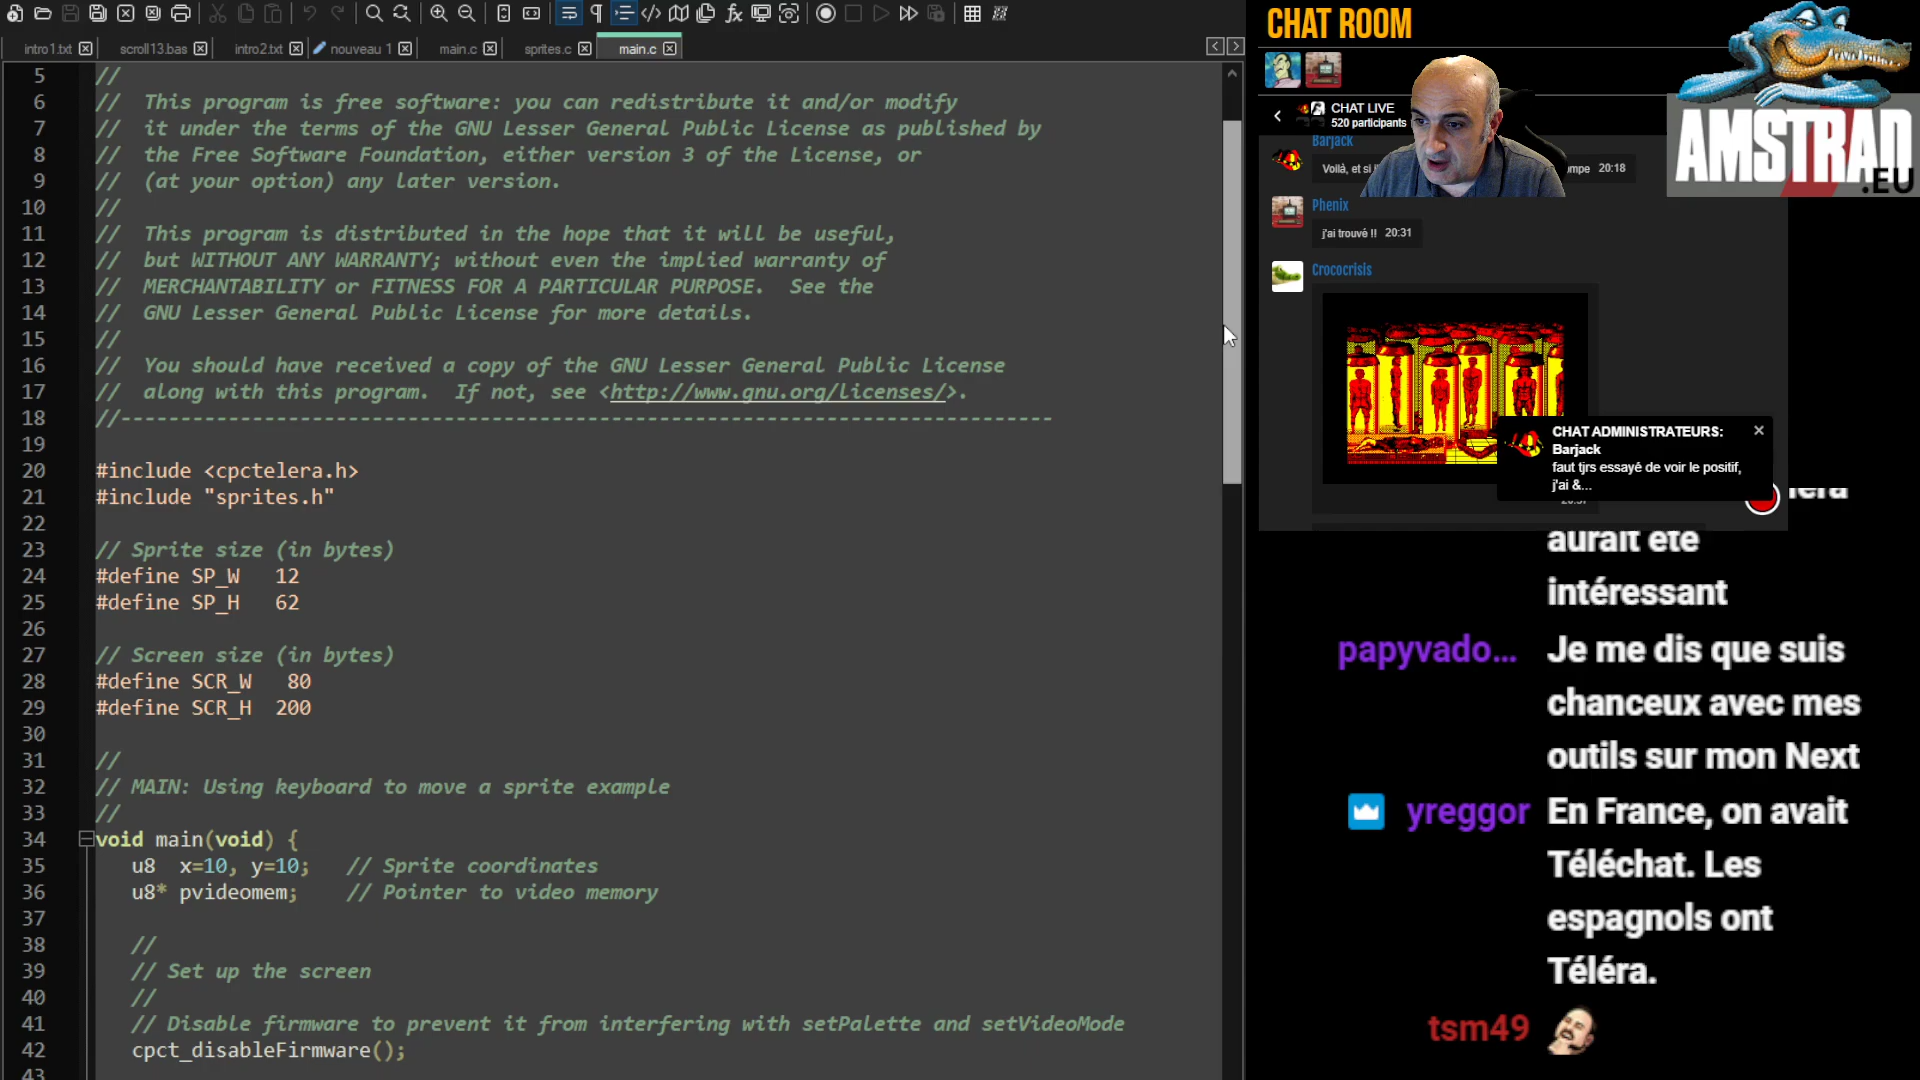 intro1.txt
scroll13.bas
intro2.txt
nouveau 1
main.c
sprites.c
main.c
5 //
6 //  This program is free software: you can redistribute it and/or modify
7 //  it under the terms of the GNU Lesser General Public License as published by
8 //  the Free Software Foundation, either version 3 of the License, or
9 //  (at your option) any later version.
10 //
11 //  This program is distributed in the hope that it will be useful,
12 //  but WITHOUT ANY WARRANTY; without even the implied warranty of
13 //  MERCHANTABILITY or FITNESS FOR A PARTICULAR PURPOSE.  See the
14 //  GNU Lesser General Public License for more details.
15 //
16 //  You should have received a copy of the GNU Lesser General Public License
17 //  along with this program.  If not, see <http://www.gnu.org/licenses/>.
18 //------------------------------------------------------------------------------
19
20 #include <cpctelera.h>
21 #include "sprites.h"
22
23 // Sprite size (in bytes)
24 #define SP_W   12
25 #define SP_H   62
26
27 // Screen size (in bytes)
28 #define SCR_W   80
29 #define SCR_H  200
30
31 //
32 // MAIN: Using keyboard to move a sprite example
33 //
34 void main(void) {
35    u8  x=10, y=10;   // Sprite coordinates
36    u8* pvideomem;    // Pointer to video memory
37
38    //
39    // Set up the screen
40    //
41    // Disable firmware to prevent it from interfering with setPalette and setVideoMode
42    cpct_disableFirmware();
43
CHAT ROOM
CHAT LIVE
520 participants
Barjack
Voilà, et si
mpe 20:18
Phenix
j'ai trouvé !! 20:31
Crococrisis
CHAT ADMINISTRATEURS:
Barjack
faut tjrs essayé de voir le positif,
j'ai &...
AMSTRAD
.EU
aurait été
intéressant
papyvado... Je me dis que suis
chanceux avec mes
outils sur mon Next
yreggor En France, on avait
Téléchat. Les
espagnols ont
Téléra.
tsm49